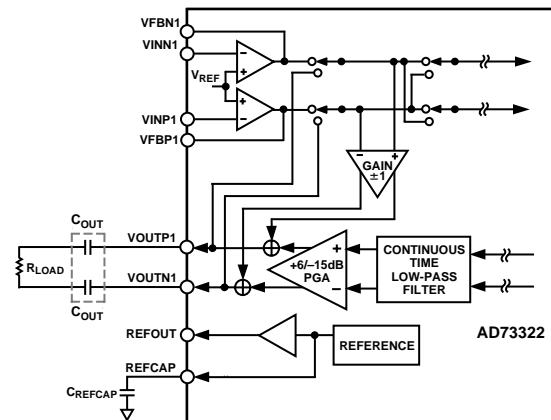 VFBN1
VINN1
VREF
VINP1
VFBP1
−
+
+
−
−
+
GAIN
±1
COUT
VOUTP1
RLOAD
VOUTN1
COUT
+6/–15dB
PGA
+
−
CONTINUOUS
TIME
LOW-PASS
FILTER
REFOUT
REFERENCE
AD73322
REFCAP
CREFCAP